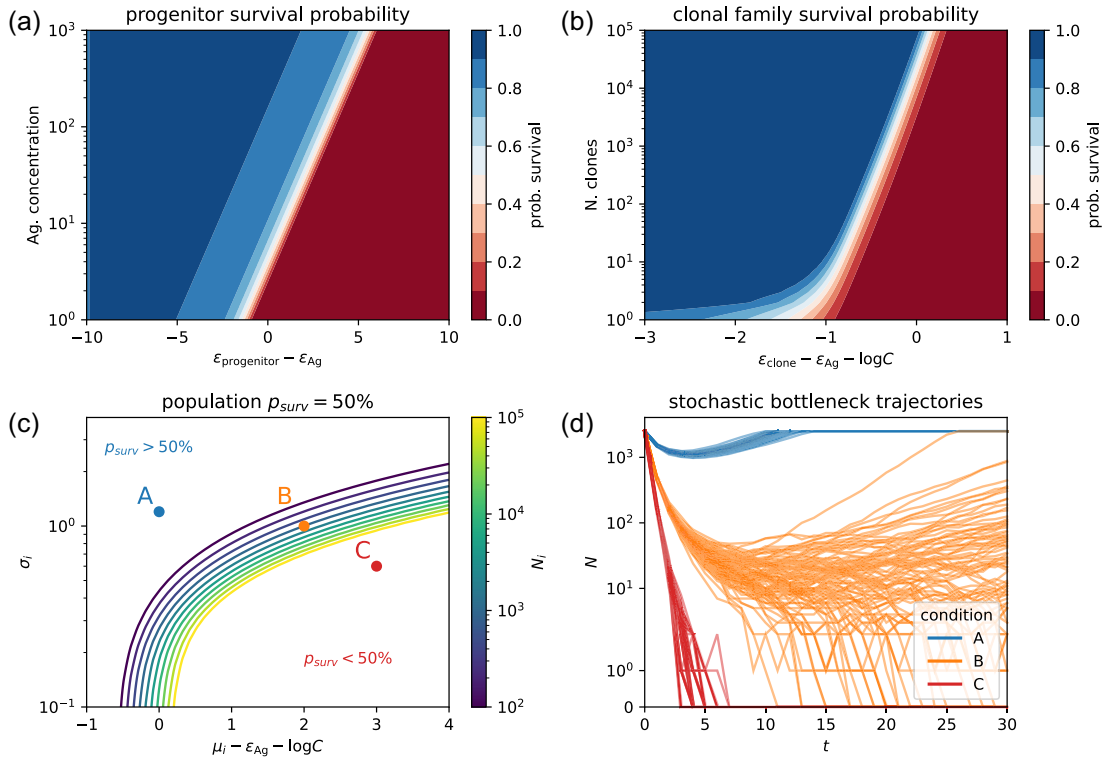 (a)
progenitor survival probability
10³
10²
10¹
10⁰
Ag. concentration
−10
−5
0
5
10
ε_progenitor − ε_Ag
1.0
0.8
0.6
0.4
0.2
0.0
prob. survival
(b)
clonal family survival probability
10⁵
10⁴
10³
10²
10¹
10⁰
N. clones
−3
−2
−1
0
1
ε_clone − ε_Ag − logC
1.0
0.8
0.6
0.4
0.2
0.0
prob. survival
(c)
population p_surv = 50%
p_surv > 50%
A
B
C
p_surv < 50%
10⁰
10⁻¹
σ_i
−1
0
1
2
3
4
μ_i − ε_Ag − logC
10⁵
10⁴
10³
10²
N_i
(d)
stochastic bottleneck trajectories
10³
10²
10¹
10⁰
0
N
0
5
10
15
20
25
30
t
condition
A
B
C